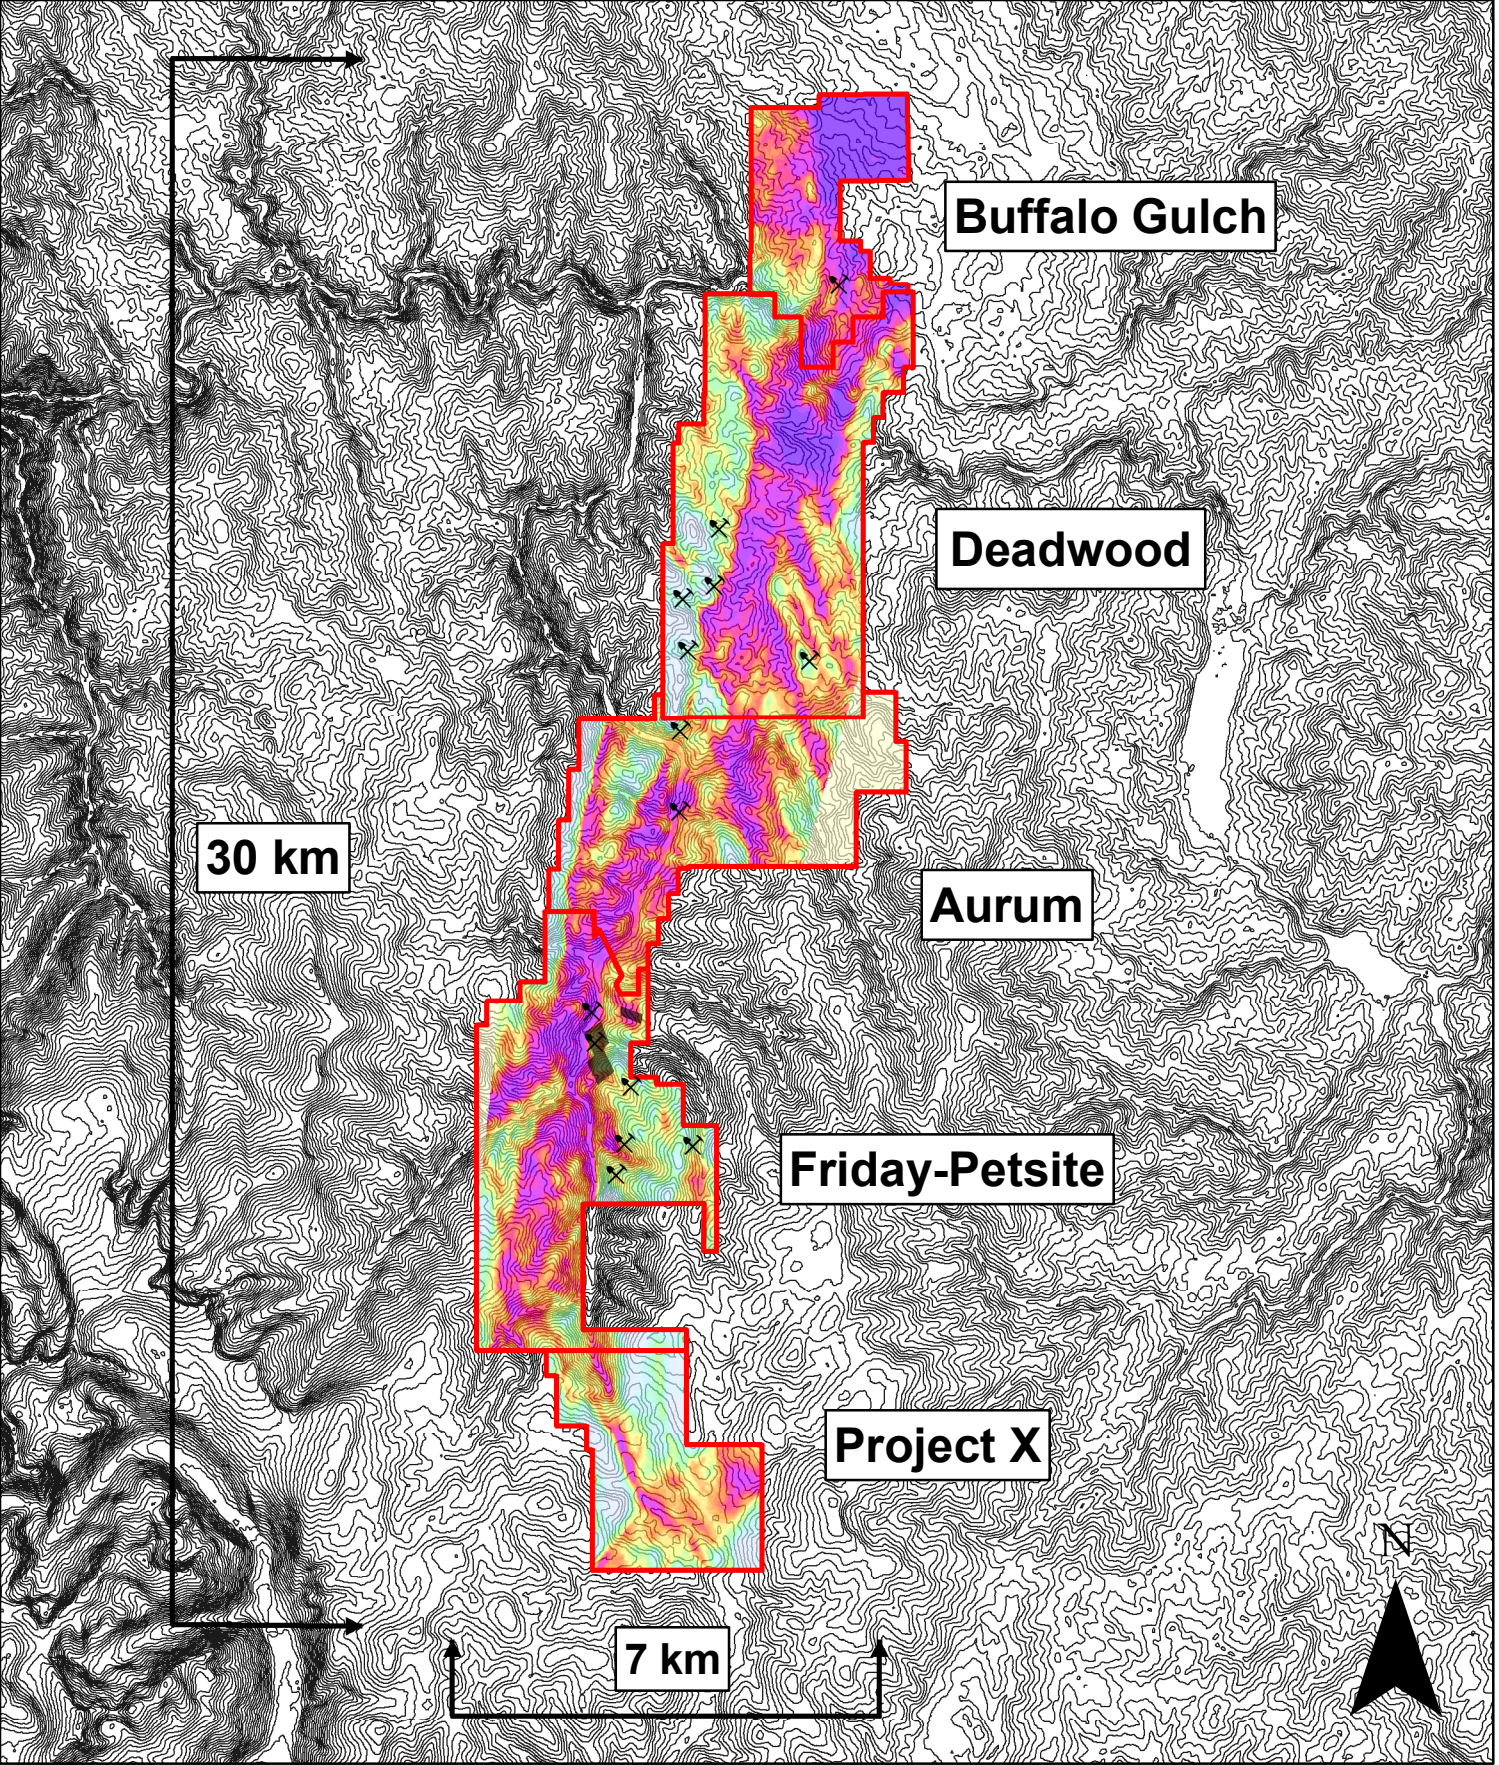 Buffalo Gulch
Deadwood
30 km
Aurum
Friday-Petsite
Project X
N
7 km